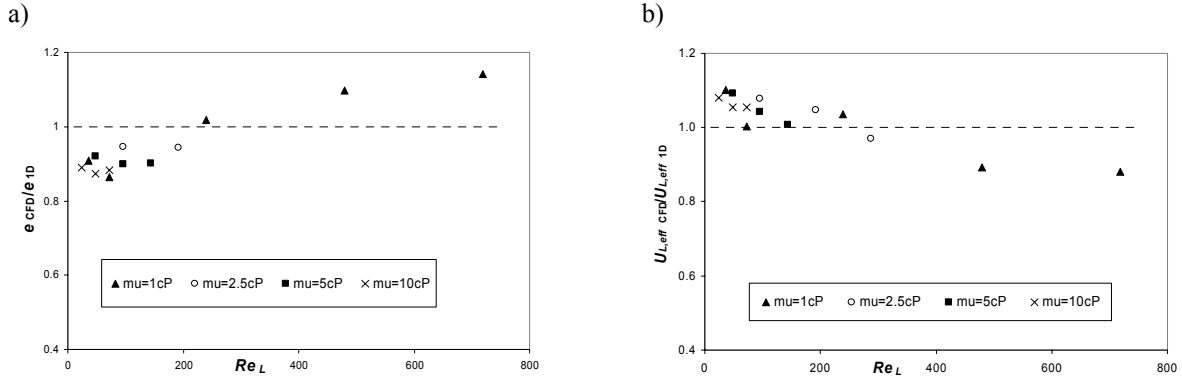 a)
1.2
1
0.8
0.6
0.4
e CFD/e 1D
0
200
400
600
800
Re L
mu=1cP
mu=2.5cP
mu=5cP
mu=10cP
b)
1.2
1.0
0.8
0.6
0.4
U L,eff CFD/U L,eff 1D
0
200
400
600
800
Re L
mu=1cP
mu=2.5cP
mu=5cP
mu=10cP